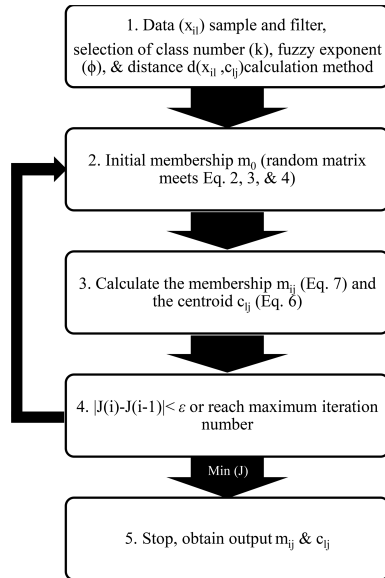 1. Data (x_il) sample and filter,
selection of class number (k), fuzzy exponent
(ϕ), & distance d(x_il ,c_lj)calculation method
2. Initial membership m_0 (random matrix
meets Eq. 2, 3, & 4)
3. Calculate the membership m_ij (Eq. 7) and
the centroid c_lj (Eq. 6)
4. |J(i)-J(i-1)|< ε or reach maximum iteration
number
Min (J)
5. Stop, obtain output m_ij & c_lj